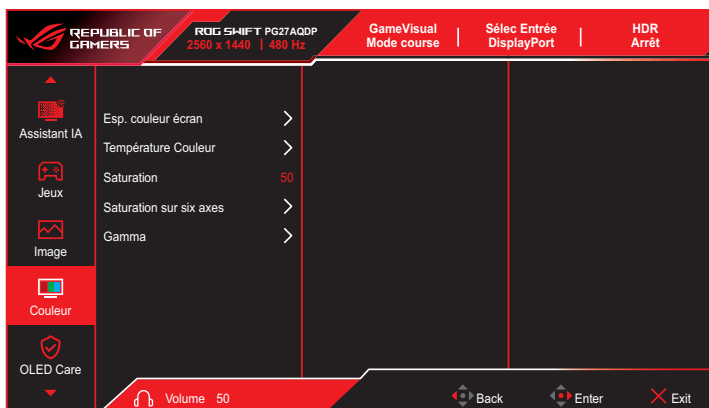 REPUBLIC OF
GAMERS
ROG SWIFT PG27AQDP
2560 x 1440 | 480 Hz
GameVisual
Mode course
Sélec Entrée
DisplayPort
HDR
Arrêt
Assistant IA
Jeux
Image
Couleur
OLED Care
Esp. couleur écran
Température Couleur
Saturation 50
Saturation sur six axes
Gamma
Volume 50
Back
Enter
Exit